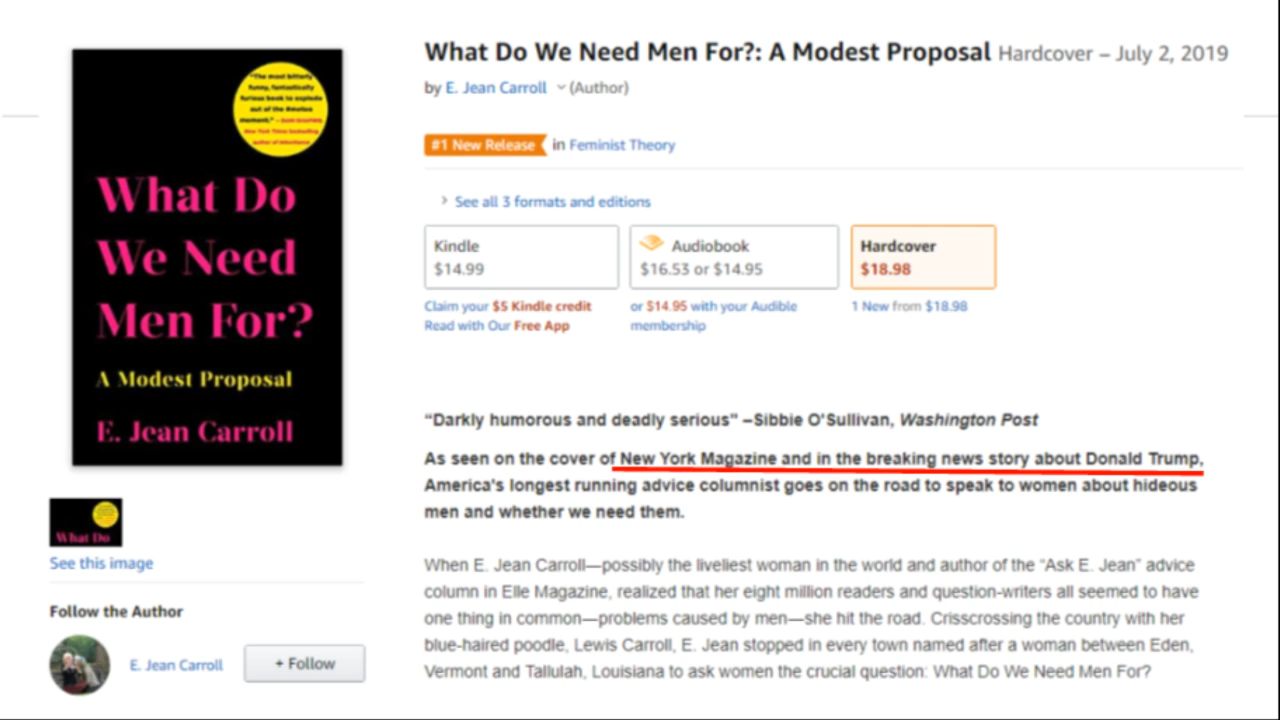 "The most bitterly
funny, fantastically
furious book to explode
out of the #metoo
moment."
New York Times bestselling
author of Inheritance
What Do
We Need
Men For?
A Modest Proposal
E. Jean Carroll
What Do
See this image
Follow the Author
E. Jean Carroll
+ Follow
What Do We Need Men For?: A Modest Proposal Hardcover – July 2, 2019
by E. Jean Carroll (Author)
#1 New Release in Feminist Theory
See all 3 formats and editions
Kindle
$14.99
Claim your $5 Kindle credit
Read with Our Free App
Audiobook
$16.53 or $14.95
or $14.95 with your Audible
membership
Hardcover
$18.98
1 New from $18.98
“Darkly humorous and deadly serious” –Sibbie O'Sullivan, Washington Post
As seen on the cover of New York Magazine and in the breaking news story about Donald Trump,
America's longest running advice columnist goes on the road to speak to women about hideous
men and whether we need them.
When E. Jean Carroll—possibly the liveliest woman in the world and author of the “Ask E. Jean” advice
column in Elle Magazine, realized that her eight million readers and question-writers all seemed to have
one thing in common—problems caused by men—she hit the road. Crisscrossing the country with her
blue-haired poodle, Lewis Carroll, E. Jean stopped in every town named after a woman between Eden,
Vermont and Tallulah, Louisiana to ask women the crucial question: What Do We Need Men For?